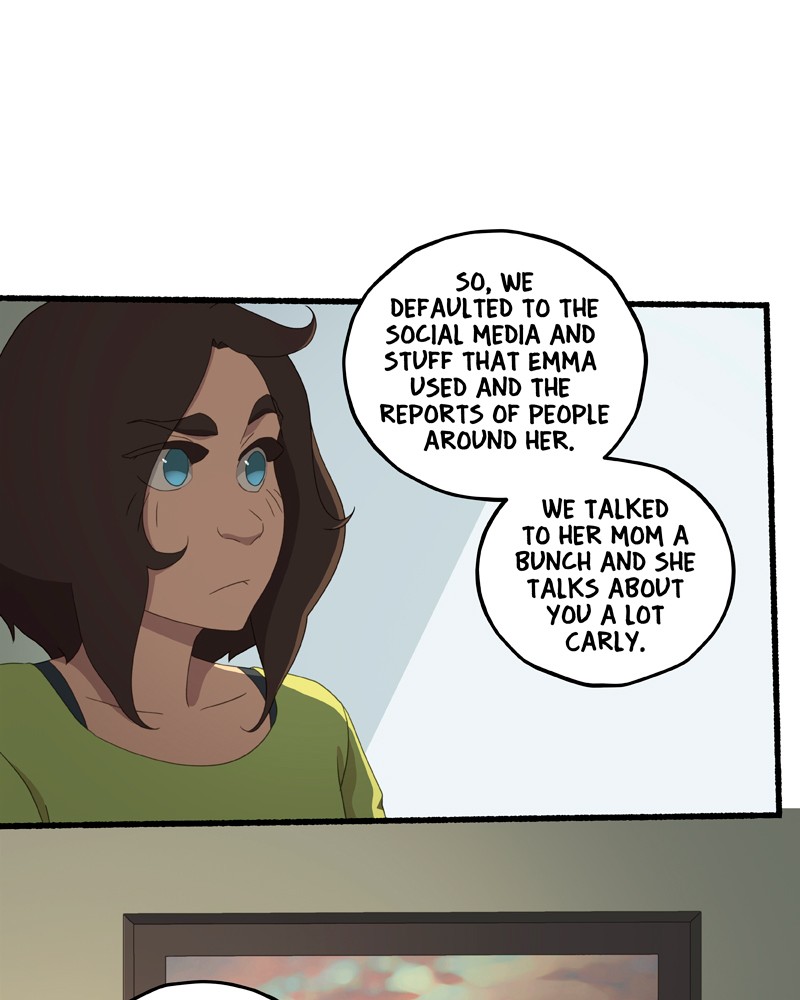 SO, WE
DEFAULTED TO THE
SOCIAL MEDIA AND
STUFF THAT EMMA
USED AND THE
REPORTS OF PEOPLE
AROUND HER.
WE TALKED
TO HER MOM A
BUNCH AND SHE
TALKS ABOUT
YOU A LOT
CARLY.